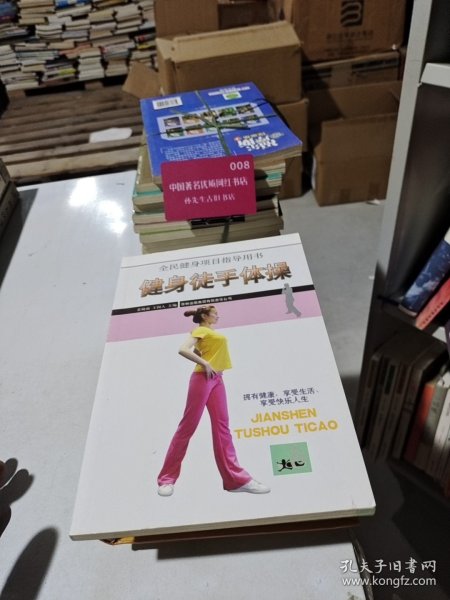 008
中国著名优质网红书店
孙先生古旧书店
全民健身项目指导用书
健身徒手体操
拥有健康,享受生活、
享受快乐人生
JIANSHEN
TUSHOU TICAO
孔夫子旧书网
www.kongfz.com